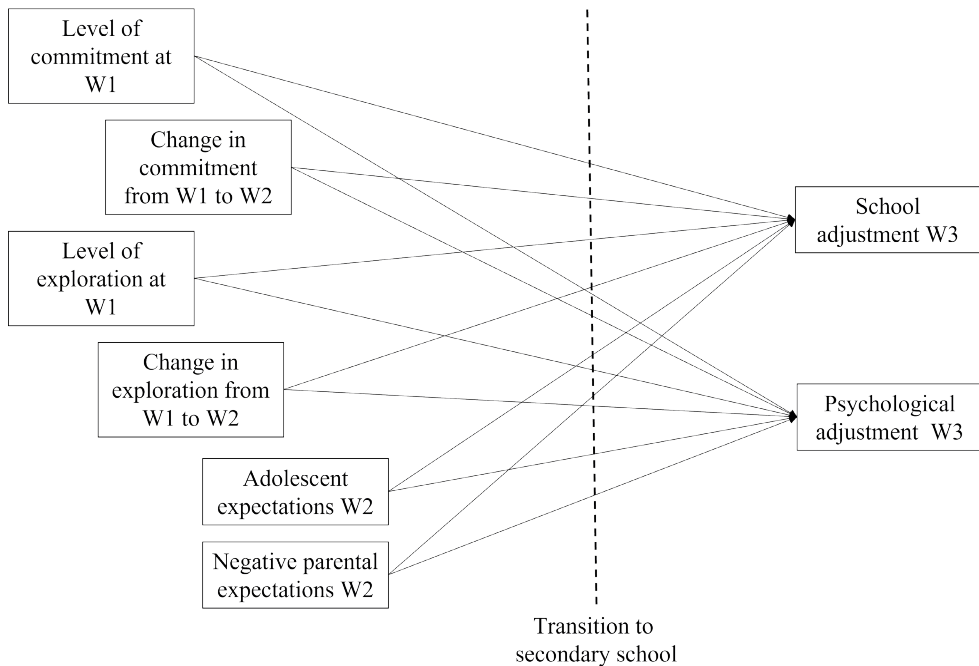 Level of
commitment at
W1
Change in
commitment
from W1 to W2
Level of
exploration at
W1
Change in
exploration from
W1 to W2
Adolescent
expectations W2
Negative parental
expectations W2
School
adjustment W3
Psychological
adjustment W3
Transition to
secondary school